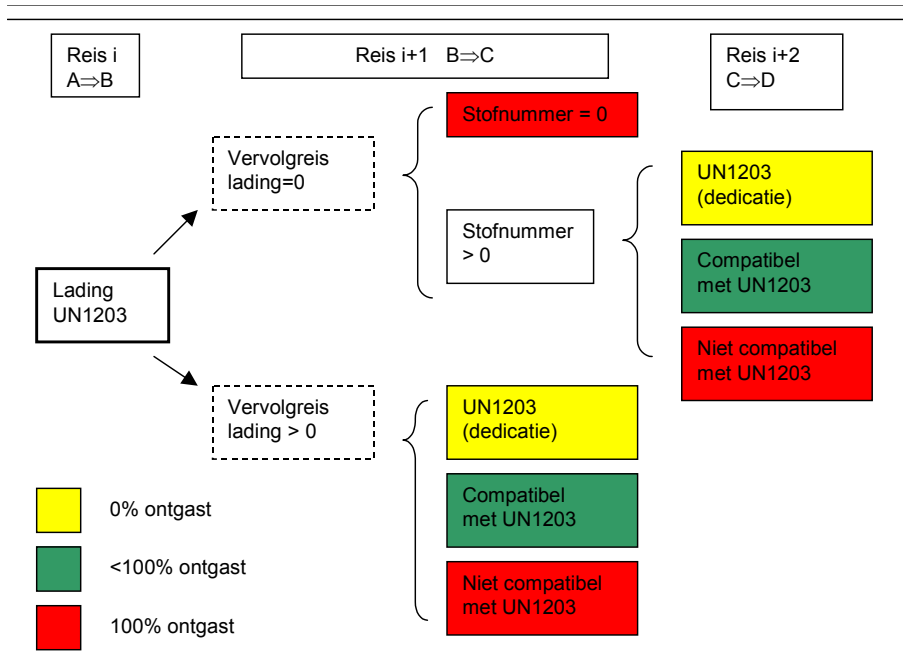 Reis i
A⇒B
Reis i+1 B⇒C
Reis i+2
C⇒D
Stofnummer = 0
Vervolgreis
lading=0
UN1203
(dedicatie)
Stofnummer
> 0
Compatibel
met UN1203
Lading
UN1203
Niet compatibel
met UN1203
Vervolgreis
lading > 0
UN1203
(dedicatie)
Compatibel
met UN1203
Niet compatibel
met UN1203
0% ontgast
<100% ontgast
100% ontgast